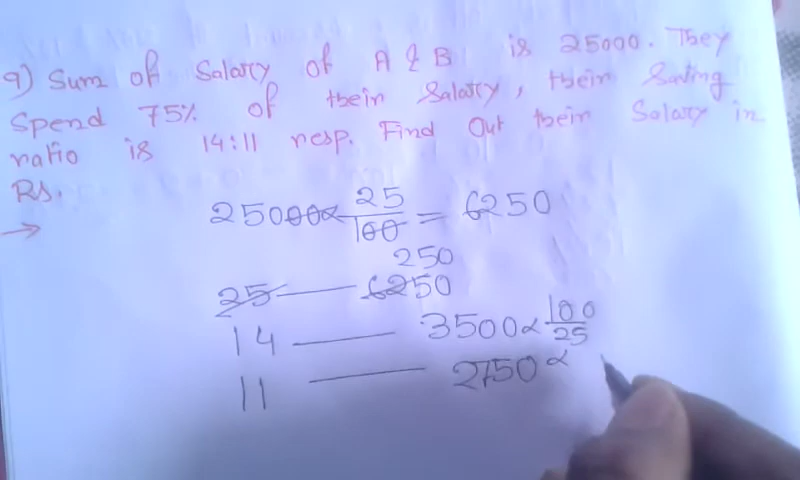 9) Sum of Salary of A & B is 25000. They
Spend 75% of their Salary, their Saving
ratio is 14:11 resp. Find Out their Salary in
Rs.
→ 25000 × 25/100 = 6250
250
25 — 6250
14 — 3500 × 100/25
11 — 2750 ×